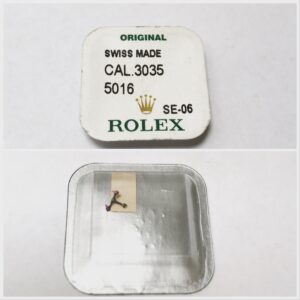 ORIGINAL
SWISS MADE
CAL.3035
5016
SE-06
ROLEX